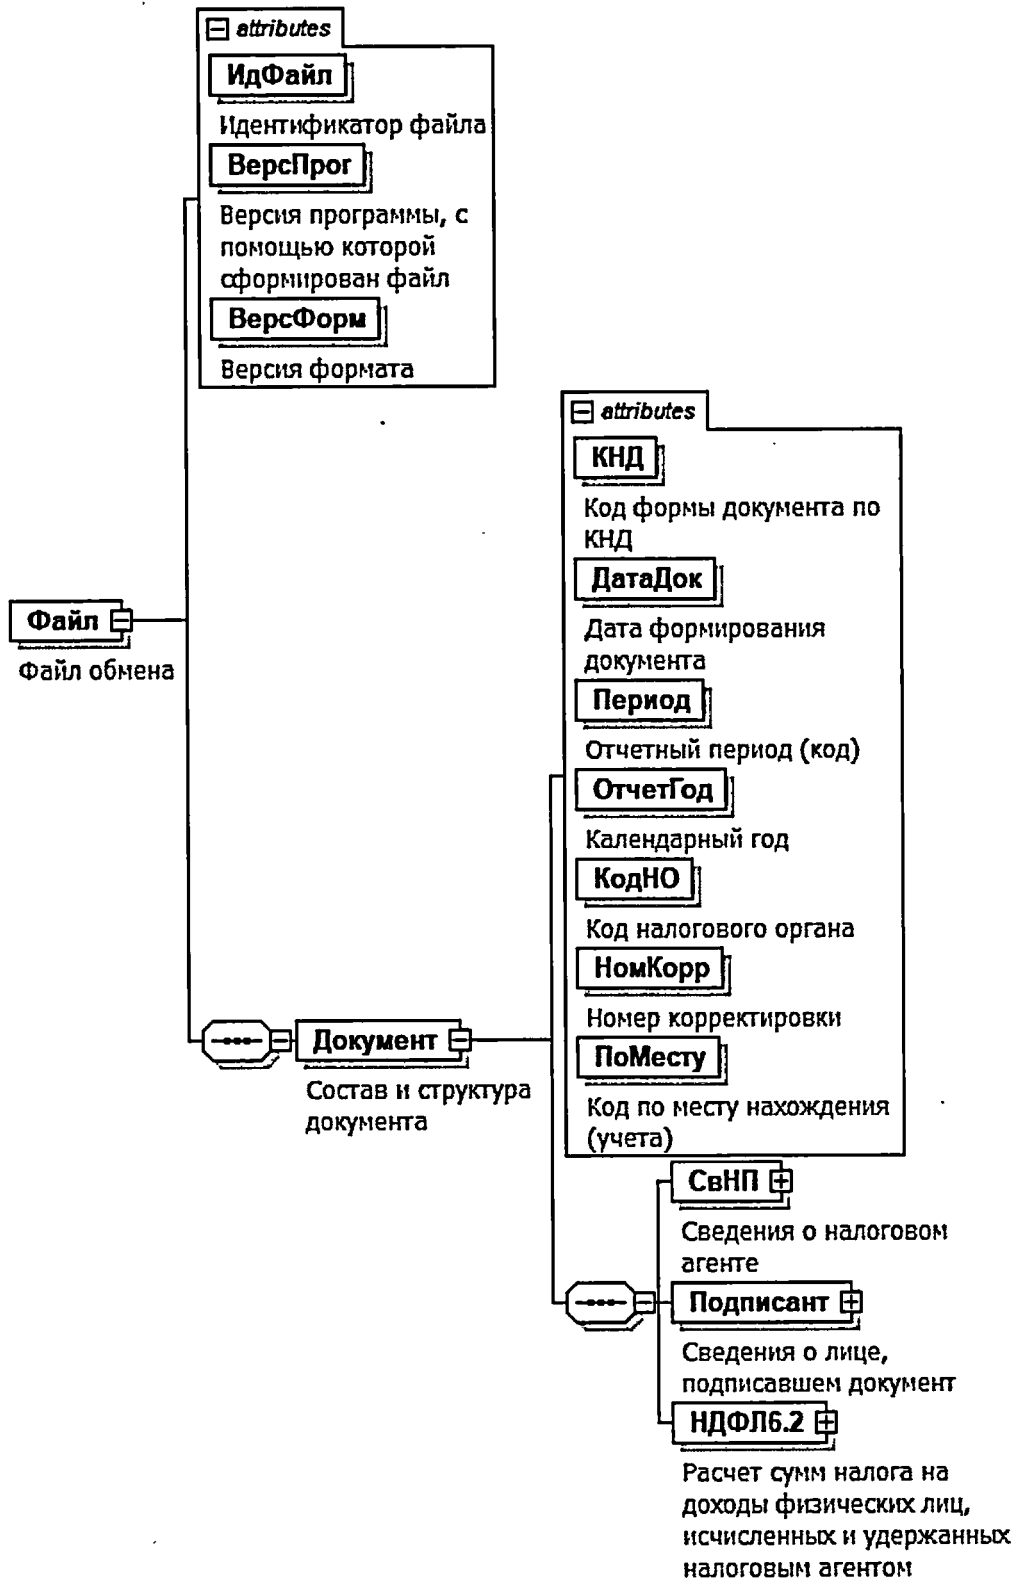 attributes
ИдФайл
Идентификатор файла
ВерсПрог
Версия программы, с
помощью которой
сформирован файл
ВерсФорм
Версия формата
Файл
Файл обмена
Документ
Состав и структура
документа
attributes
КНД
Код формы документа по
КНД
ДатаДок
Дата формирования
документа
Период
Отчетный период (код)
ОтчетГод
Календарный год
КодНО
Код налогового органа
НомКорр
Номер корректировки
ПоМесту
Код по месту нахождения
(учета)
СвНП
Сведения о налоговом
агенте
Подписант
Сведения о лице,
подписавшем документ
НДФЛ6.2
Расчет сумм налога на
доходы физических лиц,
исчисленных и удержанных
налоговым агентом